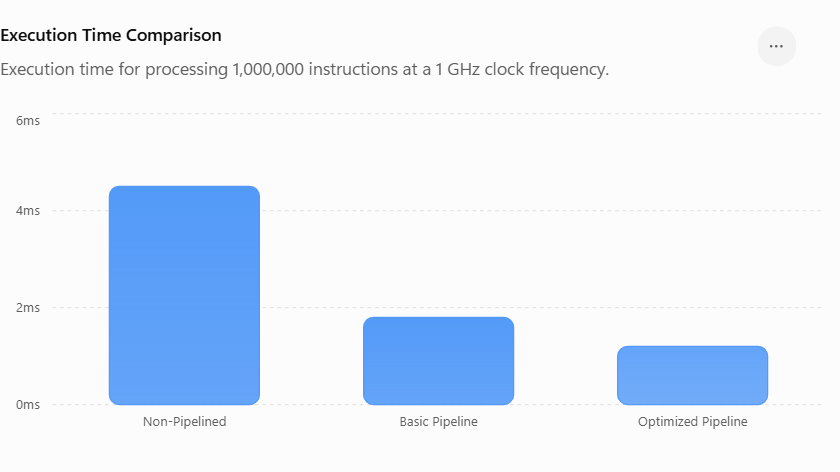 Execution Time Comparison
Execution time for processing 1,000,000 instructions at a 1 GHz clock frequency.
6ms
4ms
2ms
0ms
Non-Pipelined
Basic Pipeline
Optimized Pipeline